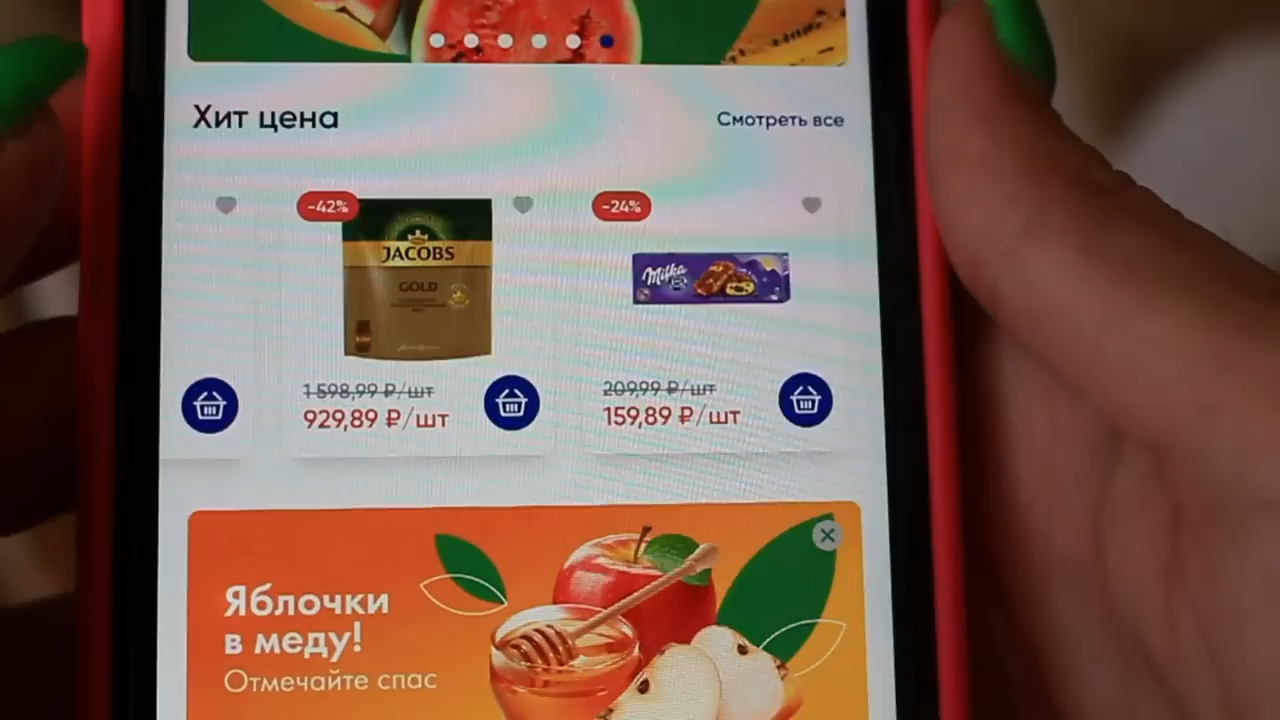 Хит цена
Смотреть все
-42%
-24%
JACOBS
GOLD
Milka
1 598,99 ₽/шт
929,89 ₽/шт
209,99 ₽/шт
159,89 ₽/шт
Яблочки
в меду!
Отмечайте спас